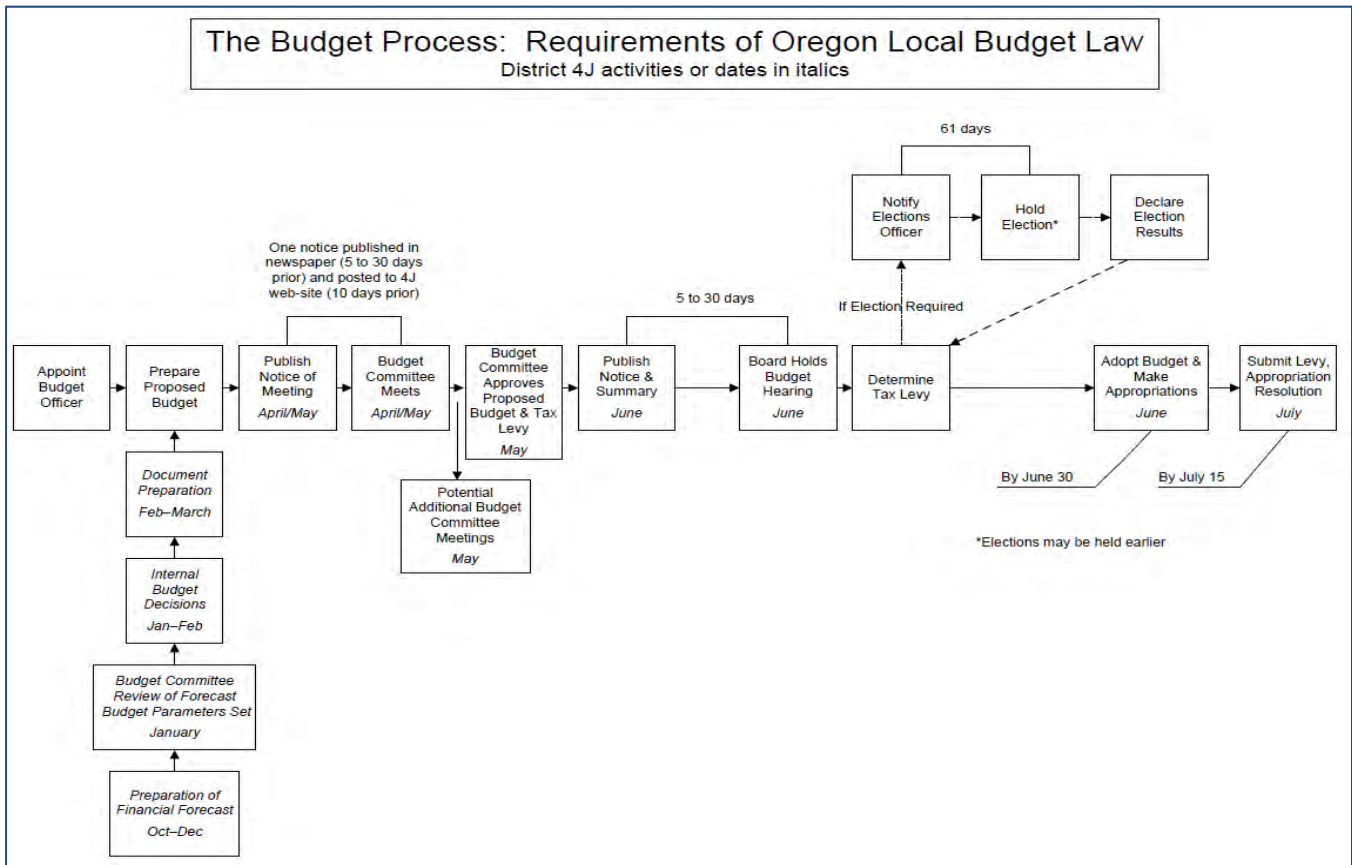 The Budget Process: Requirements of Oregon Local Budget Law
District 4J activities or dates in italics
61 days
Notify
Elections
Officer
Hold
Election*
Declare
Election
Results
One notice published in
newspaper (5 to 30 days
prior) and posted to 4J
web-site (10 days prior)
5 to 30 days
If Election Required
Appoint
Budget
Officer
Prepare
Proposed
Budget
Publish
Notice of
Meeting
April/May
Budget
Committee
Meets
April/May
Budget
Committee
Approves
Proposed
Budget & Tax
Levy
May
Publish
Notice &
Summary
June
Board Holds
Budget
Hearing
June
Determine
Tax Levy
Adopt Budget &
Make
Appropriations
June
Submit Levy,
Appropriation
Resolution
July
By June 30
By July 15
Document
Preparation
Feb–March
Potential
Additional Budget
Committee
Meetings
May
*Elections may be held earlier
Internal
Budget
Decisions
Jan–Feb
Budget Committee
Review of Forecast
Budget Parameters Set
January
Preparation of
Financial Forecast
Oct–Dec